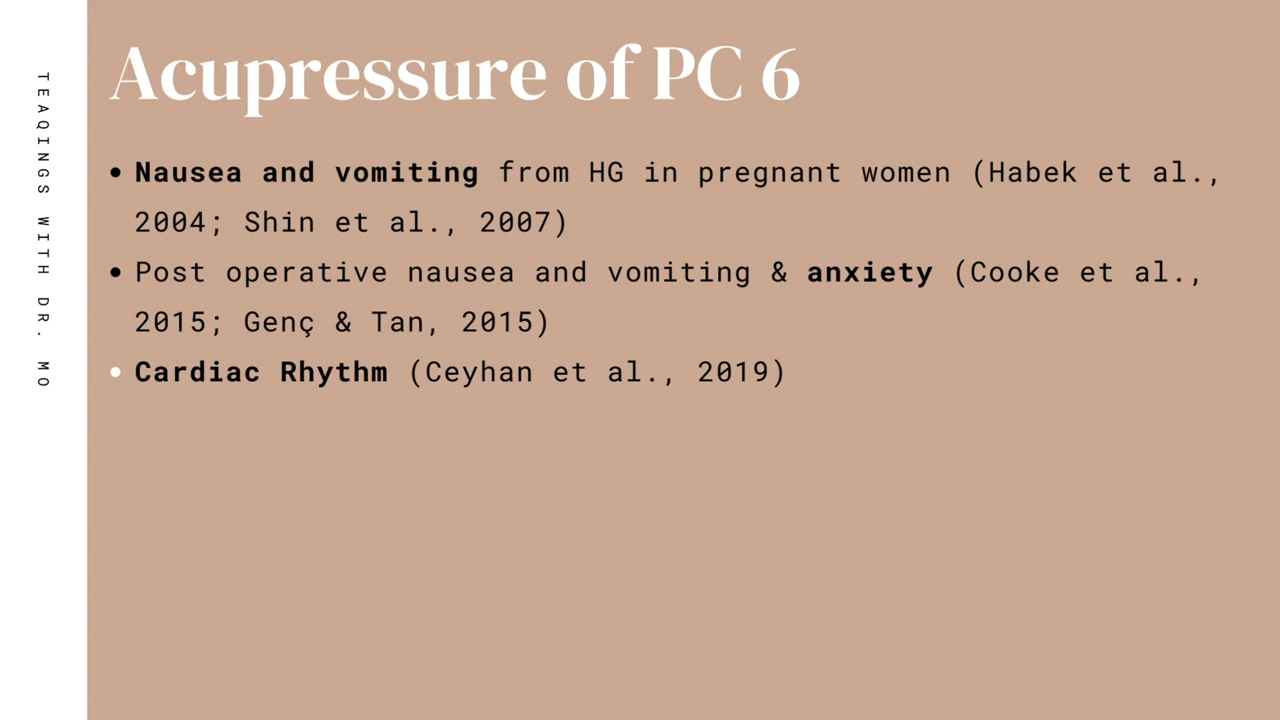 TEAQINGS WITH DR. MO
Acupressure of PC 6
• Nausea and vomiting from HG in pregnant women (Habek et al.,
2004; Shin et al., 2007)
• Post operative nausea and vomiting & anxiety (Cooke et al.,
2015; Genç & Tan, 2015)
• Cardiac Rhythm (Ceyhan et al., 2019)